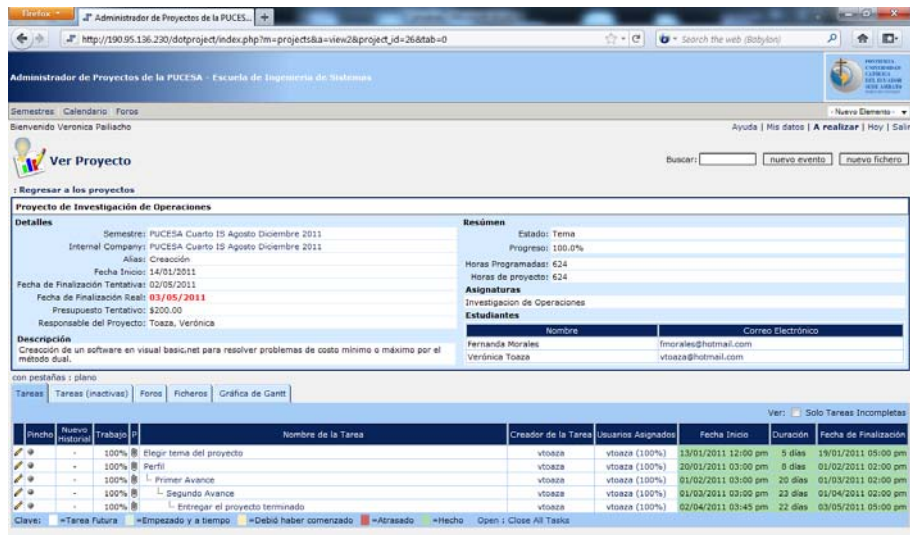 Firefox
Administrador de Proyectos de la PUCES...
http://190.95.136.230/dotproject/index.php?m=projects&a=view2&project_id=26&tab=0
Search the web (Babylon)
Administrador de Proyectos de la PUCESA - Escuela de Ingeniería de Sistemas
PONTIFICIA
UNIVERSIDAD
CATÓLICA
DEL ECUADOR
SEDE AMBATO
Semestres Calendario Foros
- Nuevo Elemento -
Bienvenido Veronica Pailiacho
Ayuda | Mis datos | A realizar | Hoy | Salir
Ver Proyecto
Buscar: nuevo evento nuevo fichero
: Regresar a los proyectos
Proyecto de Investigación de Operaciones
Detalles
Semestre: PUCESA Cuarto IS Agosto Diciembre 2011
Internal Company: PUCESA Cuarto IS Agosto Diciembre 2011
Alias: Creacción
Fecha Inicio: 14/01/2011
Fecha de Finalización Tentativa: 02/05/2011
Fecha de Finalización Real: 03/05/2011
Presupuesto Tentativo: $200.00
Responsable del Proyecto: Toaza, Verónica
Descripción
Creacción de un software en visual basic.net para resolver problemas de costo mínimo o máximo por el
método dual.
Resúmen
Estado: Tema
Progreso: 100.0%
Horas Programadas: 624
Horas de proyecto: 624
Asignaturas
Investigacion de Operaciones
Estudiantes
Nombre Correo Electrónico
Fernanda Morales fmorales@hotmail.com
Verónica Toaza vtoaza@hotmail.com
con pestañas : plano
Tareas Tareas (inactivas) Foros Ficheros Gráfica de Gantt
Ver: Solo Tareas Incompletas
Pincho Nuevo Historial Trabajo P Nombre de la Tarea Creador de la Tarea Usuarios Asignados Fecha Inicio Duración Fecha de Finalización
- 100% Elegir tema del proyecto vtoaza vtoaza (100%) 13/01/2011 12:00 pm 5 días 19/01/2011 05:00 pm
- 100% Perfil vtoaza vtoaza (100%) 20/01/2011 03:00 pm 8 días 01/02/2011 02:00 pm
- 100% Primer Avance vtoaza vtoaza (100%) 01/02/2011 03:00 pm 20 días 01/03/2011 02:00 pm
- 100% Segundo Avance vtoaza vtoaza (100%) 01/03/2011 03:00 pm 23 días 01/04/2011 02:00 pm
- 100% Entregar el proyecto terminado vtoaza vtoaza (100%) 02/04/2011 03:45 pm 22 días 03/05/2011 05:00 pm
Clave: =Tarea Futura =Empezado y a tiempo =Debió haber comenzado =Atrasado =Hecho Open : Close All Tasks